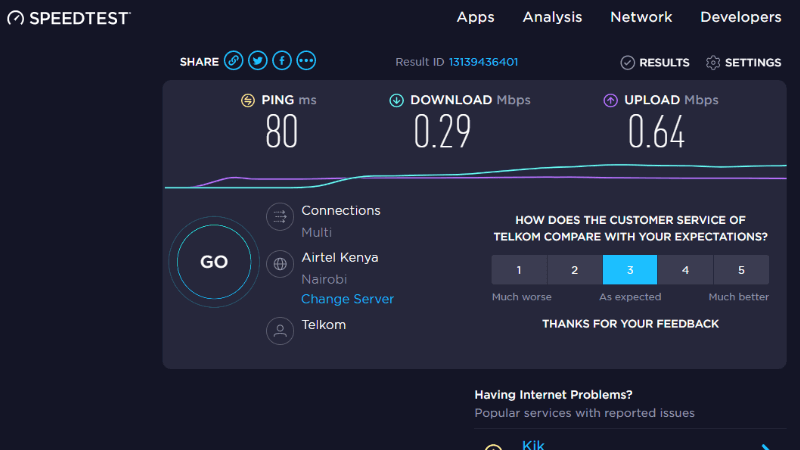 SPEEDTEST
Apps Analysis Network Developers
SHARE
Result ID 13139436401
RESULTS SETTINGS
PING ms DOWNLOAD Mbps UPLOAD Mbps
80 0.29 0.64
GO
Connections
Multi
Airtel Kenya
Nairobi
Change Server
Telkom
HOW DOES THE CUSTOMER SERVICE OF
TELKOM COMPARE WITH YOUR EXPECTATIONS?
1 2 3 4 5
Much worse As expected Much better
THANKS FOR YOUR FEEDBACK
Having Internet Problems?
Popular services with reported issues
Kik